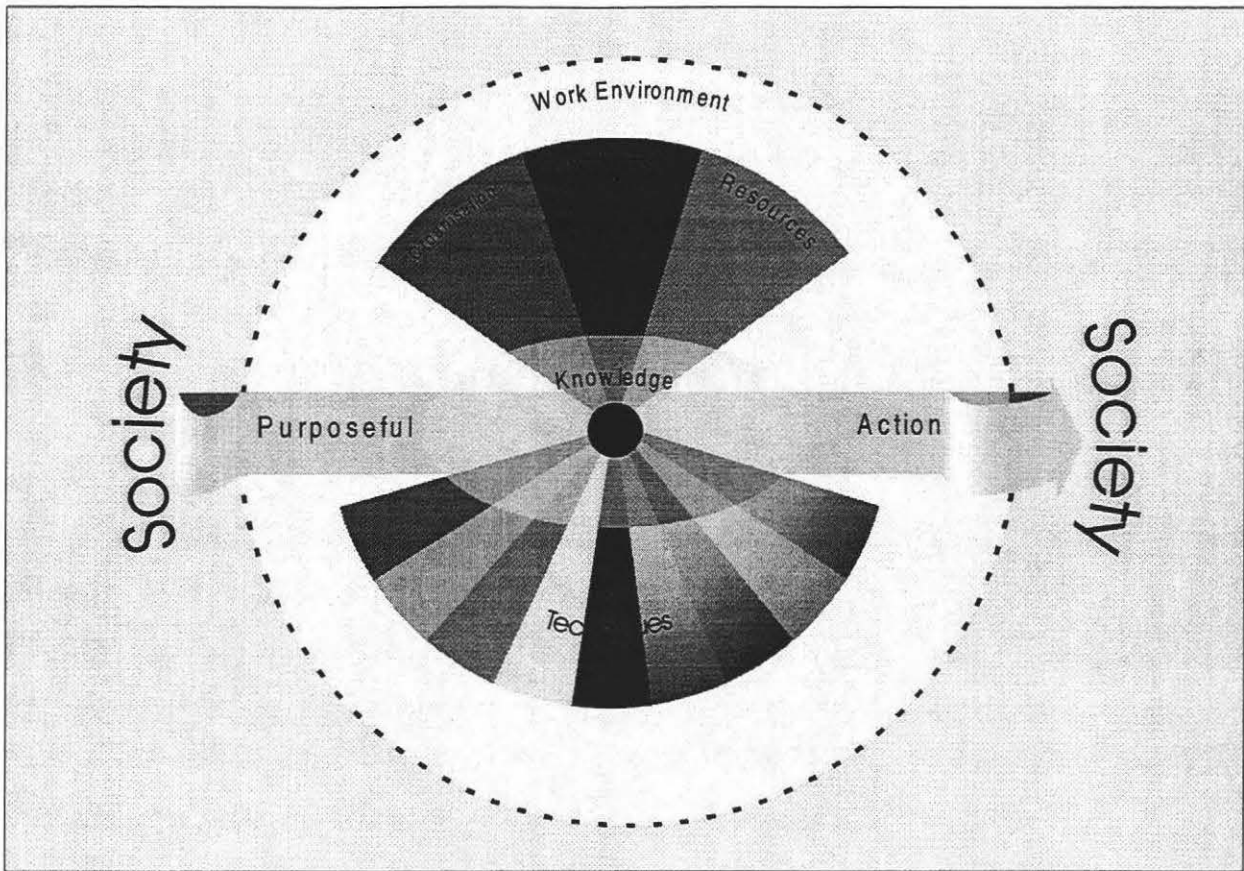 Work Environment
Resources
Knowledge
Society
Purposeful
Action
Society